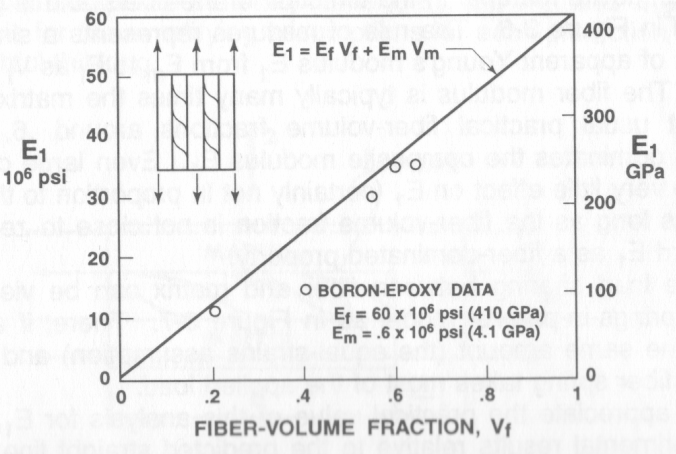 60
50
40
30
20
10
0
E₁
10⁶ psi
E₁ = E_f V_f + E_m V_m
400
300
200
100
0
E₁
GPa
BORON-EPOXY DATA
E_f = 60 x 10⁶ psi (410 GPa)
E_m = .6 x 10⁶ psi (4.1 GPa)
0 .2 .4 .6 .8 1
FIBER-VOLUME FRACTION, V_f